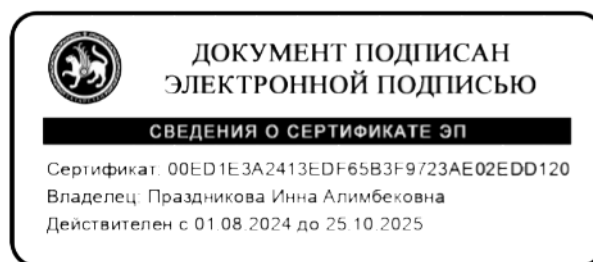 ДОКУМЕНТ ПОДПИСАН
ЭЛЕКТРОННОЙ ПОДПИСЬЮ
СВЕДЕНИЯ О СЕРТИФИКАТЕ ЭП
Сертификат: 00ED1E3A2413EDF65B3F9723AE02EDD120
Владелец: Праздникова Инна Алимбековна
Действителен с 01.08.2024 до 25.10.2025